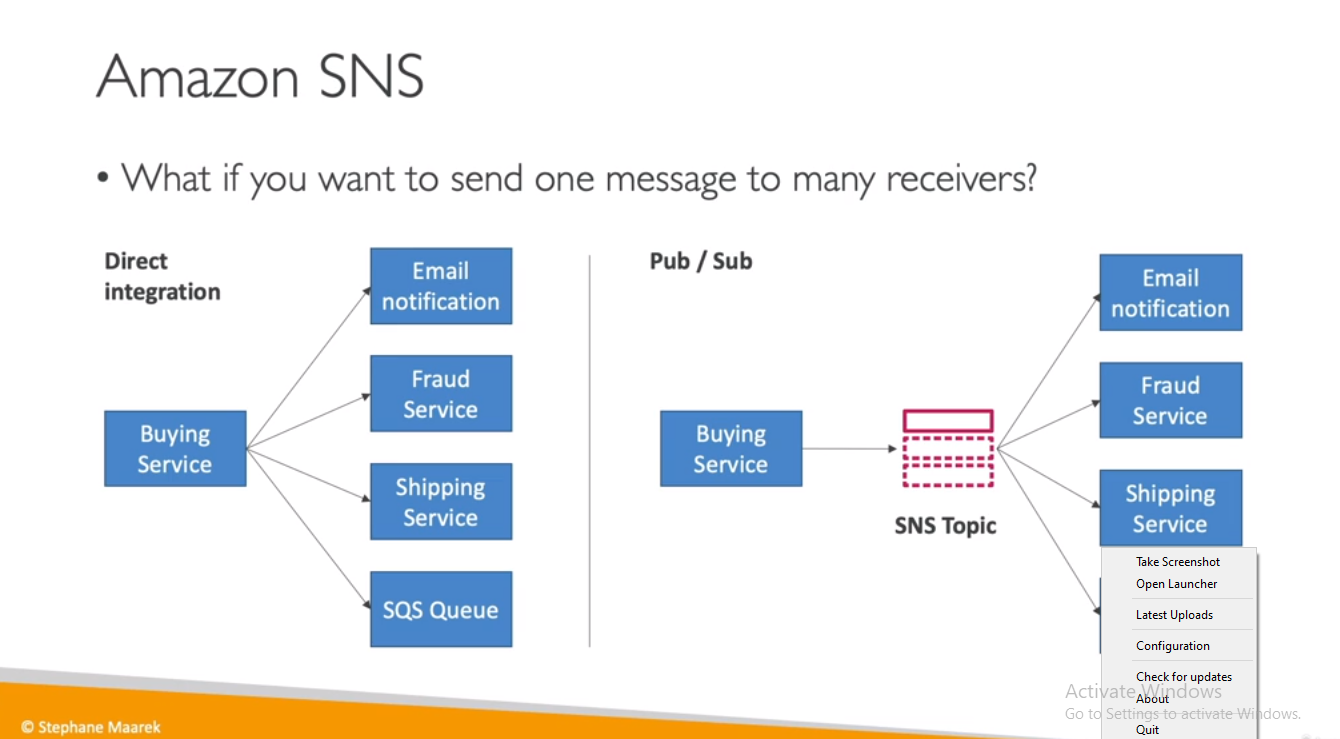 Amazon SNS
• What if you want to send one message to many receivers?
Direct
integration
Email
notification
Fraud
Service
Buying
Service
Shipping
Service
SQS Queue
Pub / Sub
Buying
Service
SNS Topic
Email
notification
Fraud
Service
Shipping
Service
Take Screenshot
Open Launcher
Latest Uploads
Configuration
Check for updates
About
Quit
Activate Windows
Go to Settings to activate Windows.
© Stephane Maarek